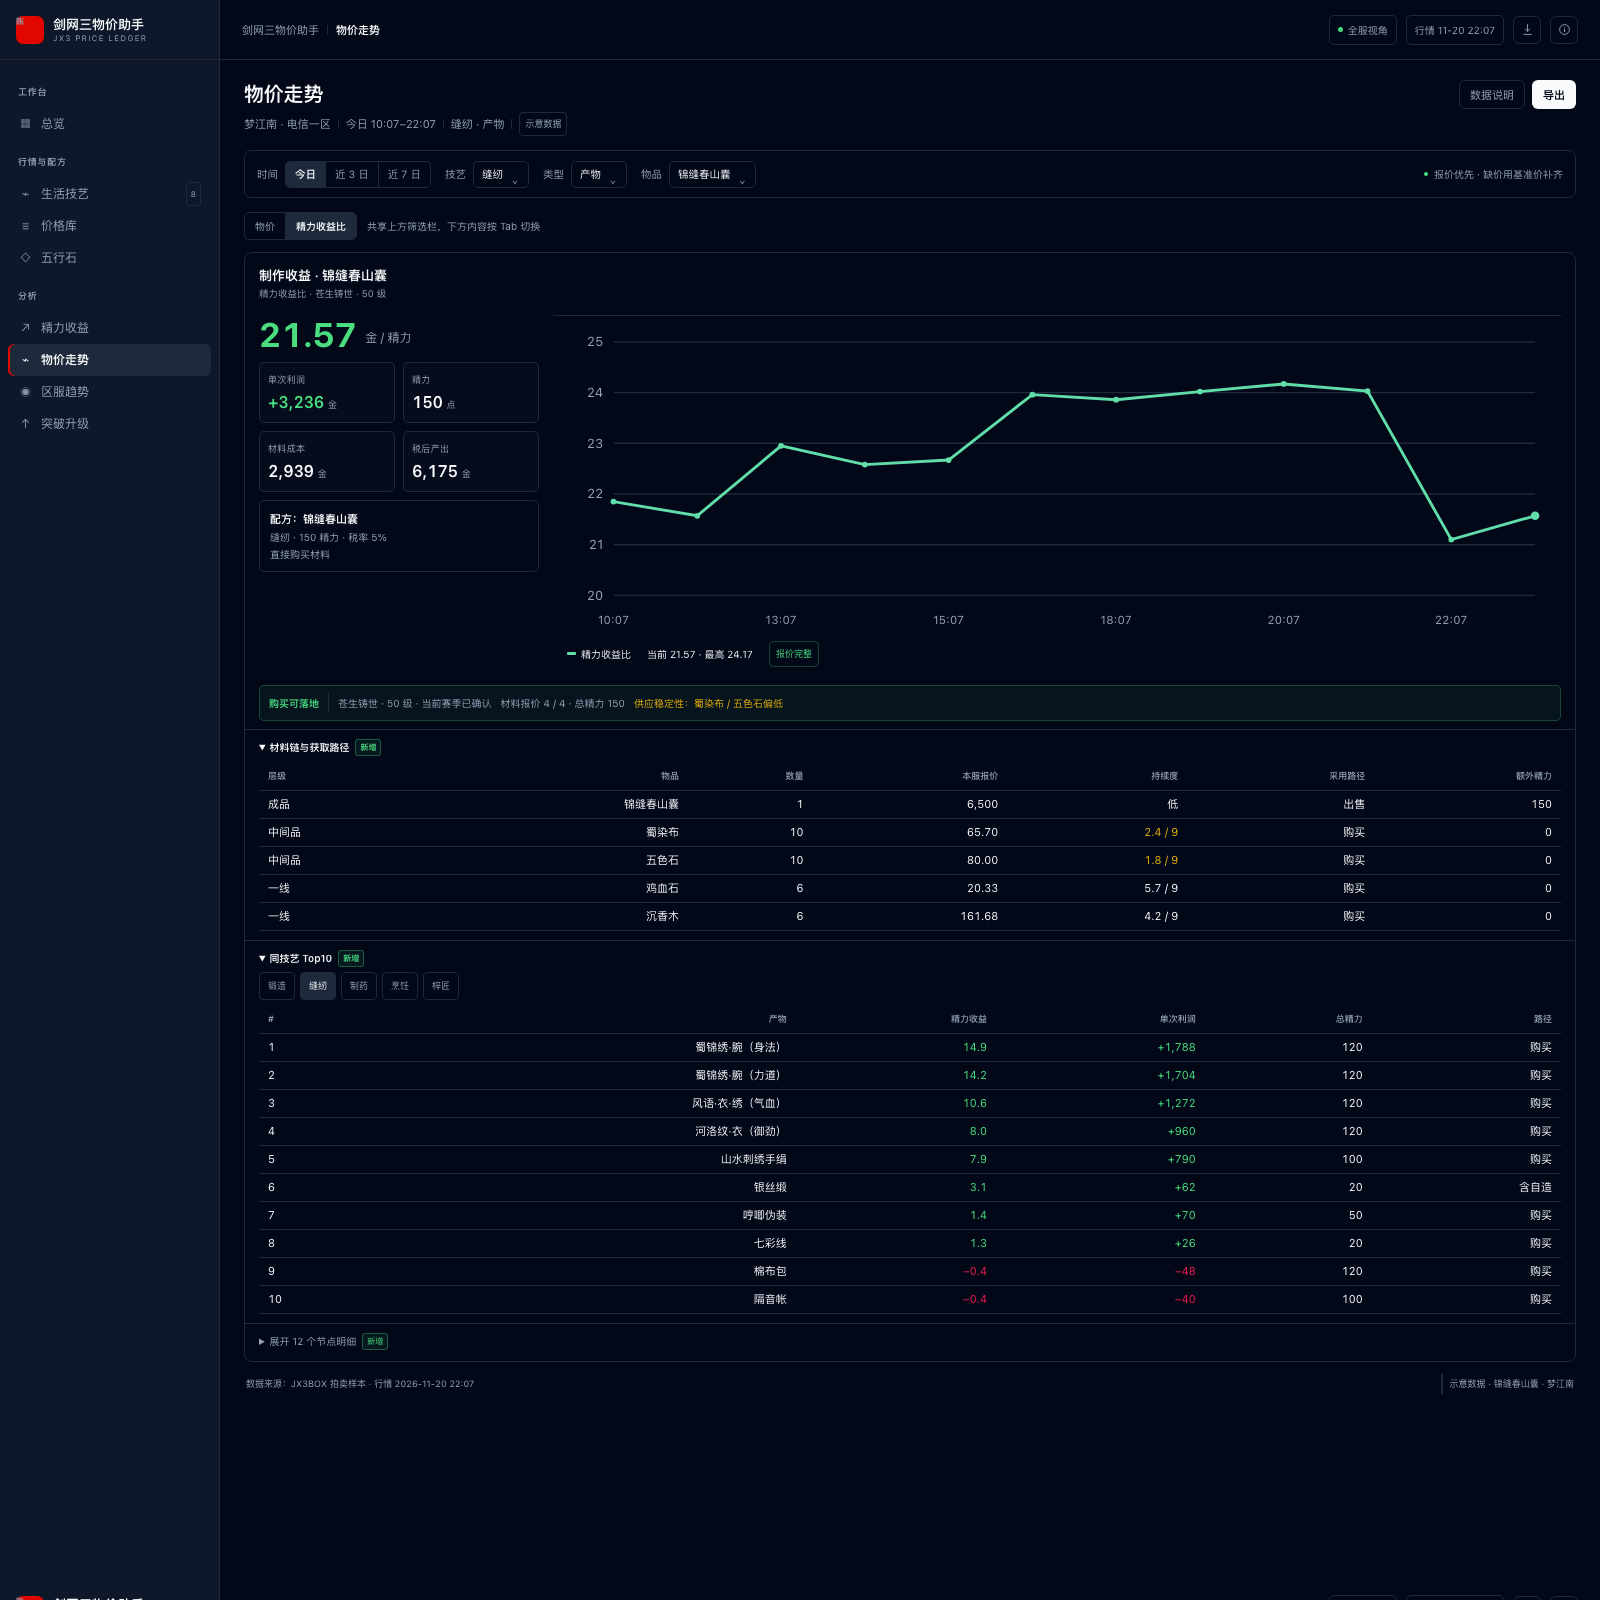 账
剑网三物价助手
JX3 PRICE LEDGER
工作台
总览
行情与配方
生活技艺 8
价格库
五行石
分析
精力收益
物价走势
区服趋势
突破升级
剑网三物价助手 物价走势
全服视角 行情 11-20 22:07
物价走势
数据说明 导出
梦江南 · 电信一区 今日 10:07–22:07 缝纫 · 产物 示意数据
时间 今日 近 3 日 近 7 日 技艺 缝纫 类型 产物 物品 锦缝春山囊 报价优先 · 缺价用基准价补齐
物价 精力收益比 共享上方筛选栏，下方内容按 Tab 切换
制作收益 · 锦缝春山囊
精力收益比 · 苍生铸世 · 50 级
21.57 金 / 精力
单次利润 精力
+3,236 金 150 点
材料成本 税后产出
2,939 金 6,175 金
配方：锦缝春山囊
缝纫 · 150 精力 · 税率 5%
直接购买材料
25
24
23
22
21
20
10:07 13:07 15:07 18:07 20:07 22:07
精力收益比 当前 21.57 · 最高 24.17 报价完整
购买可落地 苍生铸世 · 50 级 · 当前赛季已确认 材料报价 4 / 4 · 总精力 150 供应稳定性：蜀染布 / 五色石偏低
▼ 材料链与获取路径 新增
层级 物品 数量 本服报价 持续度 采用路径 额外精力
成品 锦缝春山囊 1 6,500 低 出售 150
中间品 蜀染布 10 65.70 2.4 / 9 购买 0
中间品 五色石 10 80.00 1.8 / 9 购买 0
一线 鸡血石 6 20.33 5.7 / 9 购买 0
一线 沉香木 6 161.68 4.2 / 9 购买 0
▼ 同技艺 Top10 新增
锻造 缝纫 制药 烹饪 梓匠
# 产物 精力收益 单次利润 总精力 路径
1 蜀锦绣·腕（身法） 14.9 +1,788 120 购买
2 蜀锦绣·腕（力道） 14.2 +1,704 120 购买
3 风语·衣·绣（气血） 10.6 +1,272 120 购买
4 河洛纹·衣（御劲） 8.0 +960 120 购买
5 山水刺绣手绢 7.9 +790 100 购买
6 银丝缎 3.1 +62 20 含自造
7 哼唧伪装 1.4 +70 50 购买
8 七彩线 1.3 +26 20 购买
9 棉布包 −0.4 −48 120 购买
10 隔音帐 −0.4 −40 100 购买
▶ 展开 12 个节点明细 新增
数据来源：JX3BOX 拍卖样本 · 行情 2026-11-20 22:07 示意数据 · 锦缝春山囊 · 梦江南